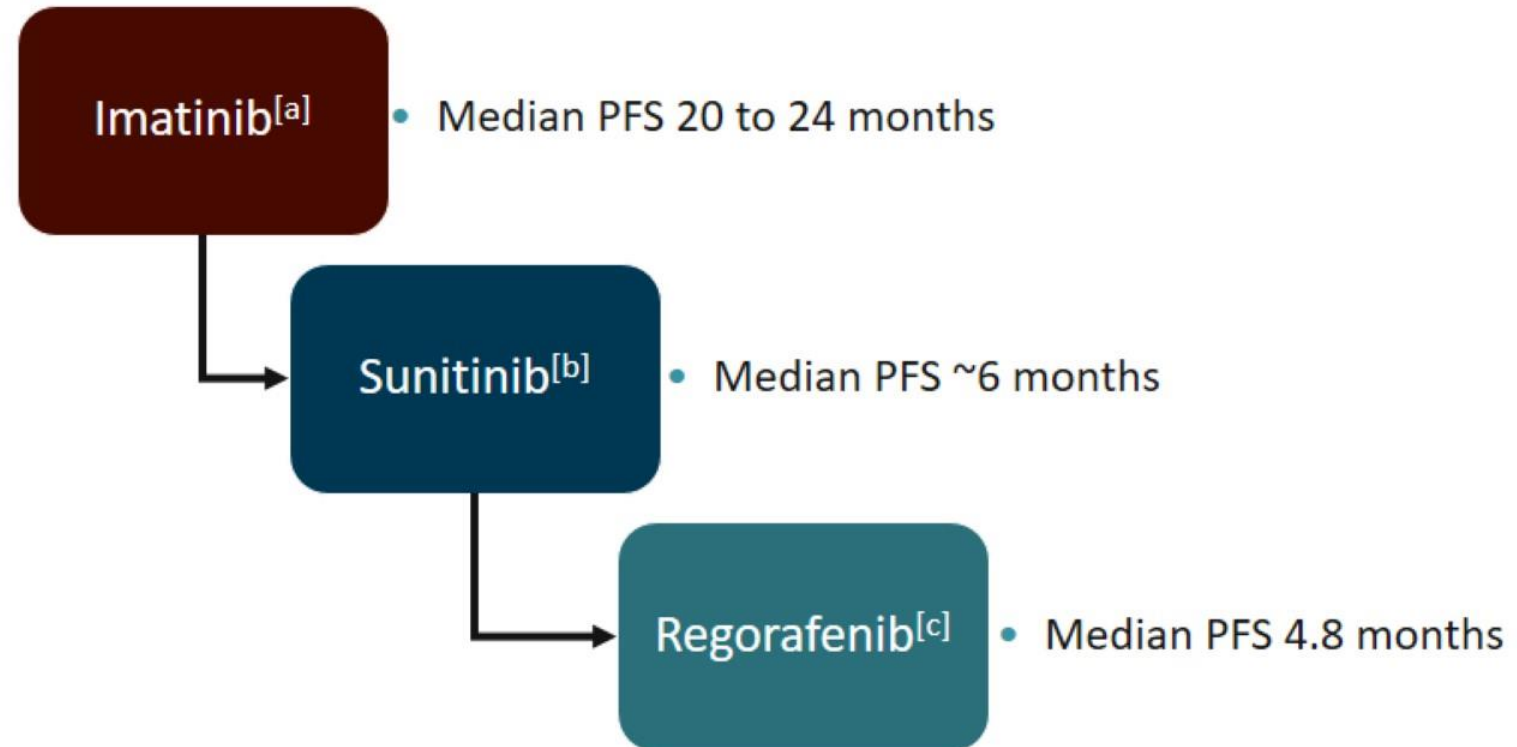 Imatinib[a]
• Median PFS 20 to 24 months
Sunitinib[b]
• Median PFS ~6 months
Regorafenib[c]
• Median PFS 4.8 months